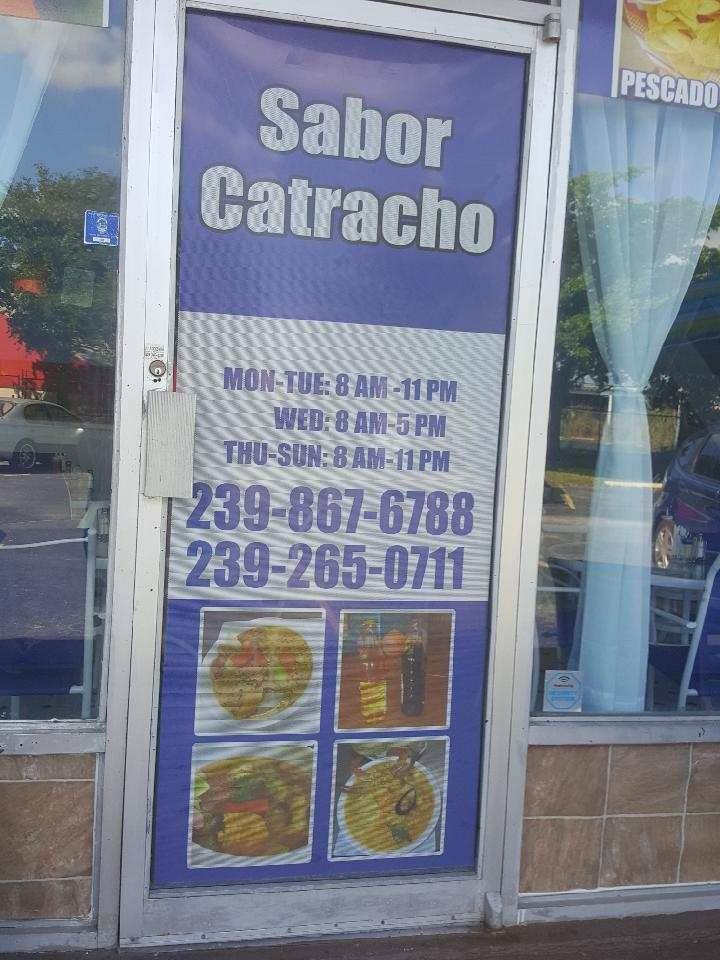 Sabor
Catracho
PESCADO
MON-TUE: 8 AM -11 PM
WED: 8 AM-5 PM
THU-SUN: 8 AM-11 PM
239-867-6788
239-265-0711